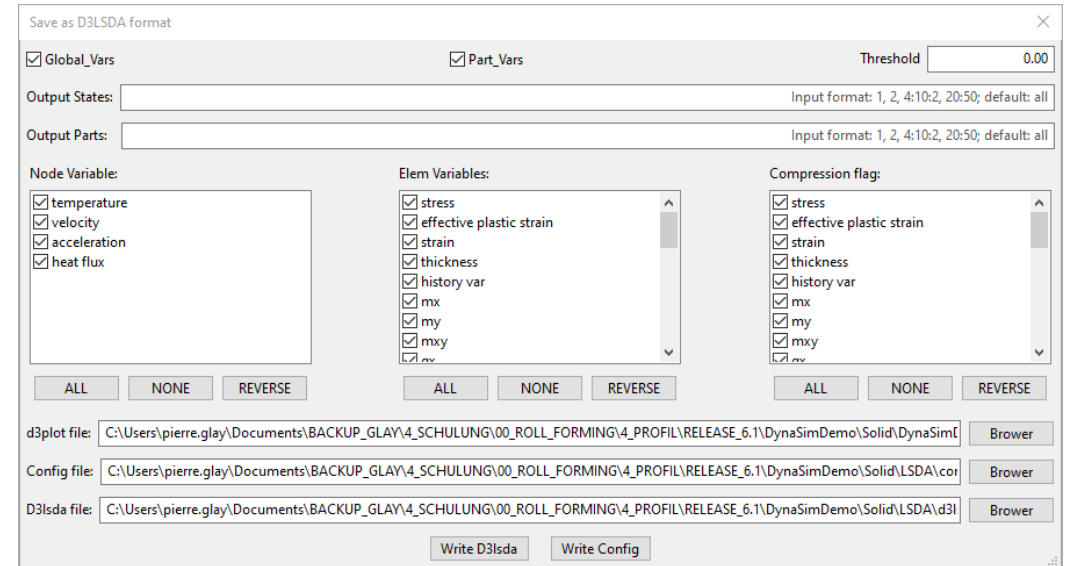 Save as D3LSDA format
Global_Vars Part_Vars Threshold 0.00
Output States: Input format: 1, 2, 4:10:2, 20:50; default: all
Output Parts: Input format: 1, 2, 4:10:2, 20:50; default: all
Node Variable: Elem Variables: Compression flag:
temperature stress stress
velocity effective plastic strain effective plastic strain
acceleration strain strain
heat flux thickness thickness
history var history var
mx mx
my my
mxy mxy
ALL NONE REVERSE ALL NONE REVERSE ALL NONE REVERSE
d3plot file: C:\Users\pierre.glay\Documents\BACKUP_GLAY\4_SCHULUNG\00_ROLL_FORMING\4_PROFIL\RELEASE_6.1\DynaSimDemo\Solid\DynaSim Brower
Config file: C:\Users\pierre.glay\Documents\BACKUP_GLAY\4_SCHULUNG\00_ROLL_FORMING\4_PROFIL\RELEASE_6.1\DynaSimDemo\Solid\LSDA\co Brower
D3lsda file: C:\Users\pierre.glay\Documents\BACKUP_GLAY\4_SCHULUNG\00_ROLL_FORMING\4_PROFIL\RELEASE_6.1\DynaSimDemo\Solid\LSDA\d3l Brower
Write D3lsda Write Config